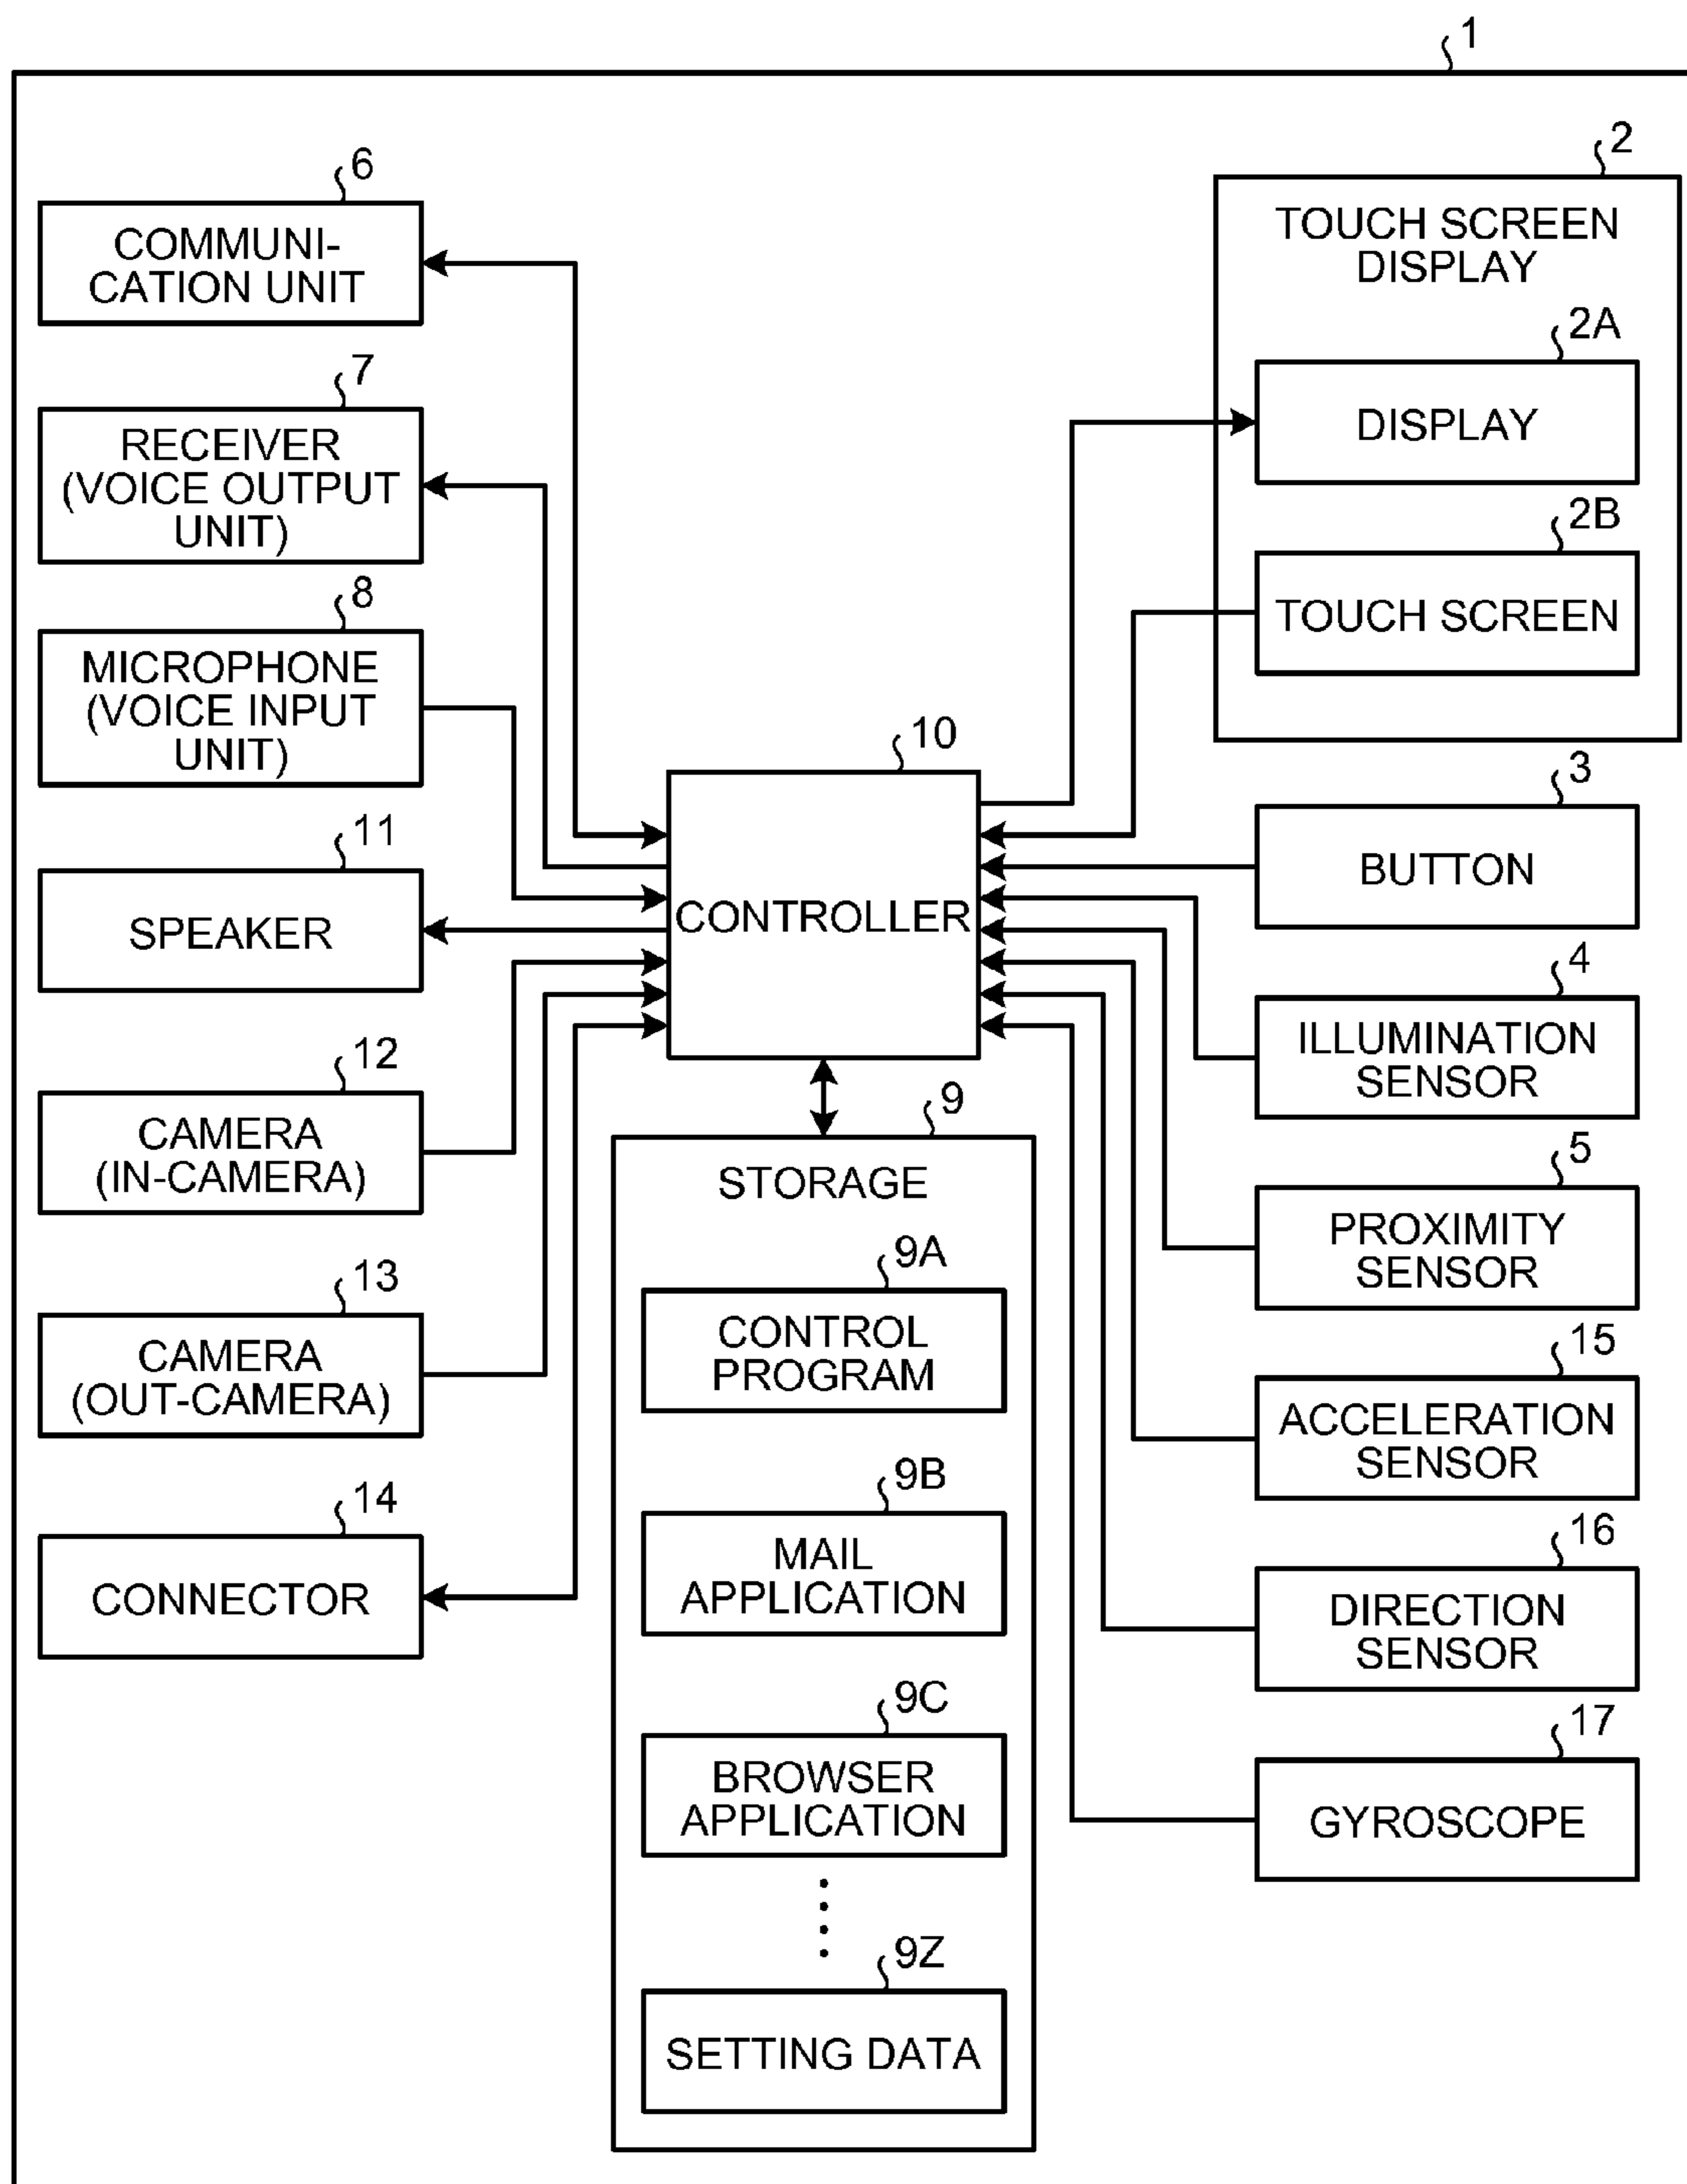 1
6
COMMUNI-
CATION UNIT
7
RECEIVER
(VOICE OUTPUT
UNIT)
8
MICROPHONE
(VOICE INPUT
UNIT)
11
SPEAKER
12
CAMERA
(IN-CAMERA)
13
CAMERA
(OUT-CAMERA)
14
CONNECTOR
10
CONTROLLER
9
STORAGE
9A
CONTROL
PROGRAM
9B
MAIL
APPLICATION
9C
BROWSER
APPLICATION
9Z
SETTING DATA
2
TOUCH SCREEN
DISPLAY
2A
DISPLAY
2B
TOUCH SCREEN
3
BUTTON
4
ILLUMINATION
SENSOR
5
PROXIMITY
SENSOR
15
ACCELERATION
SENSOR
16
DIRECTION
SENSOR
17
GYROSCOPE